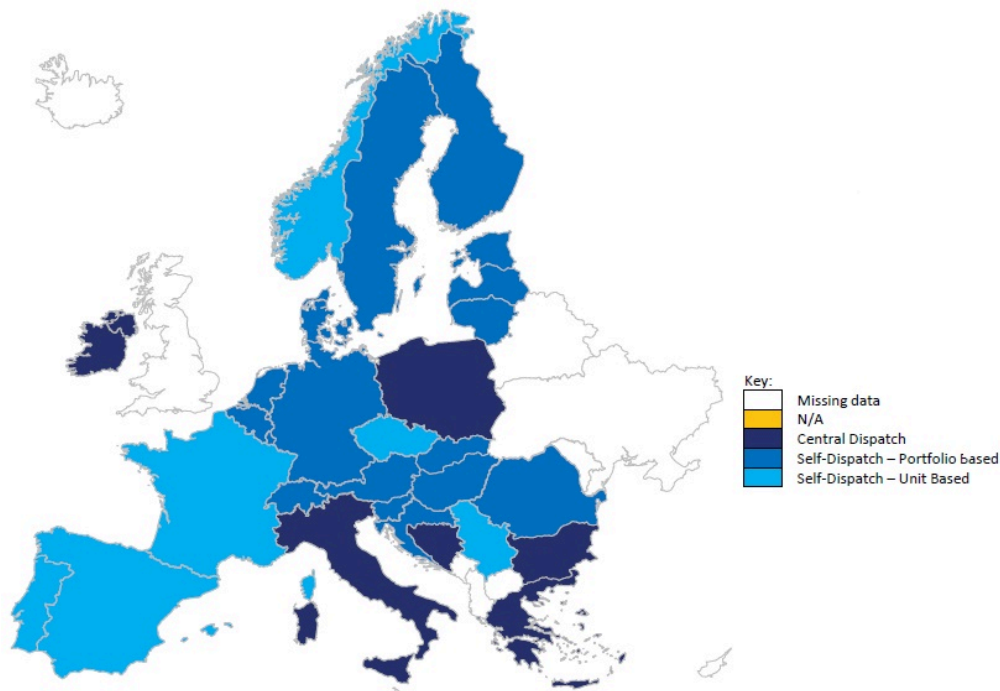 Key:
Missing data
N/A
Central Dispatch
Self-Dispatch – Portfolio based
Self-Dispatch – Unit Based